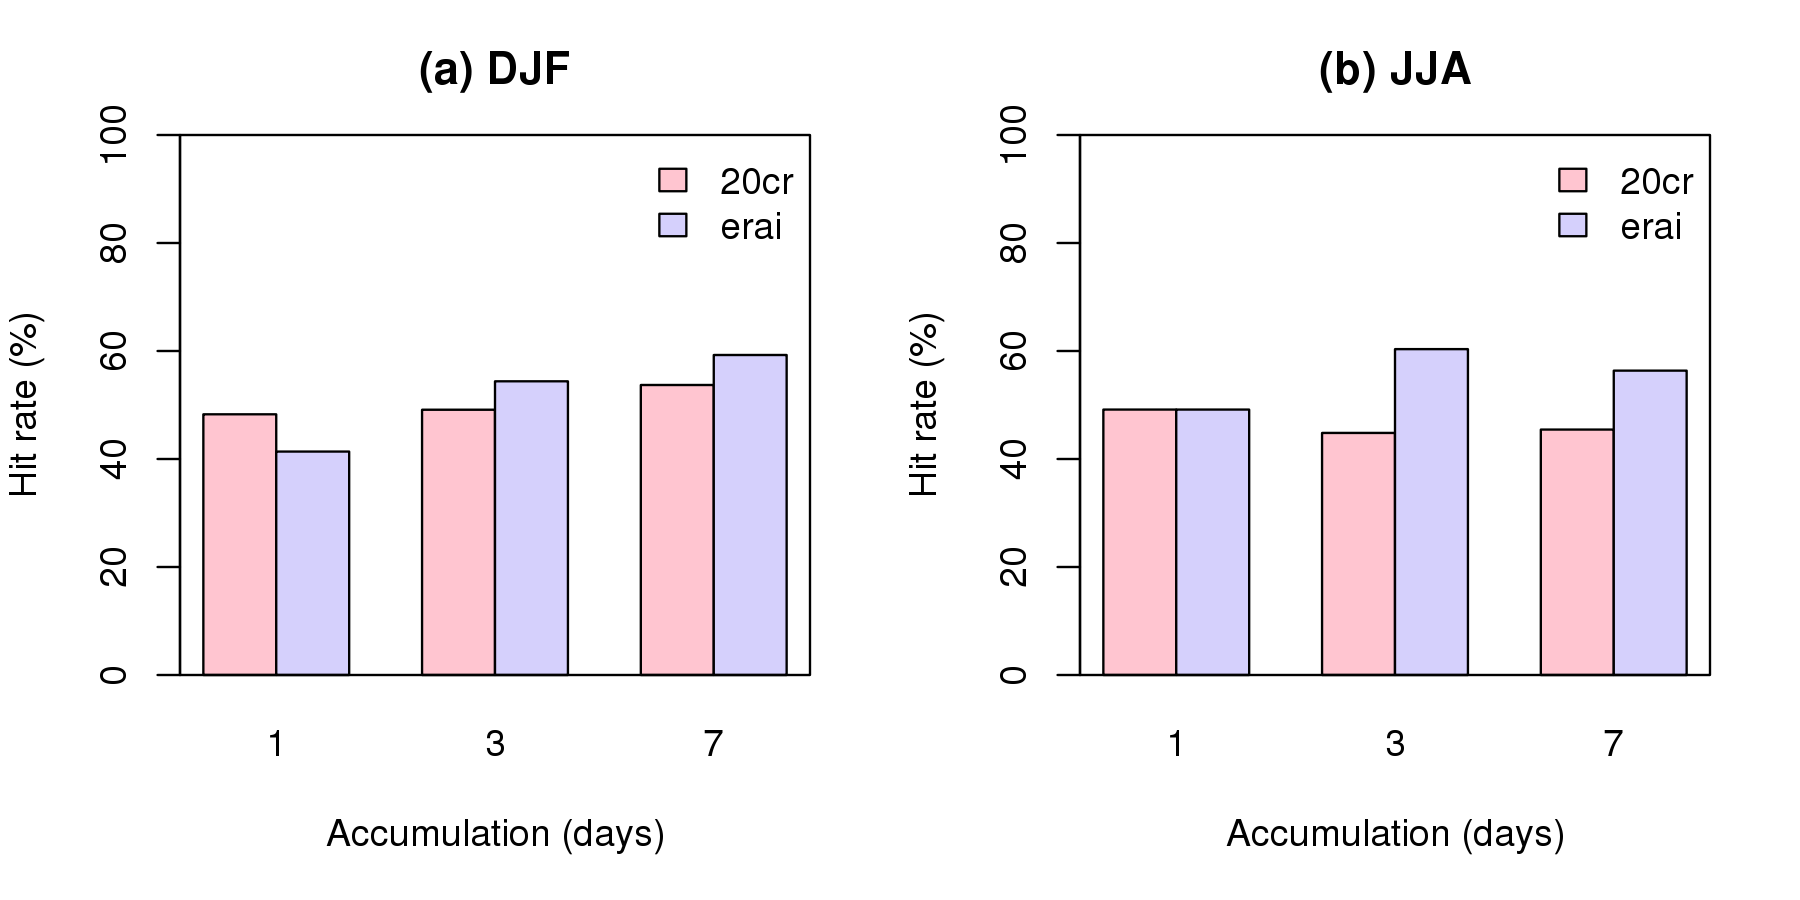 (a) DJF
100
80
60
40
20
0
Hit rate (%)
20cr
erai
1 3 7
Accumulation (days)
(b) JJA
100
80
60
40
20
0
Hit rate (%)
20cr
erai
1 3 7
Accumulation (days)